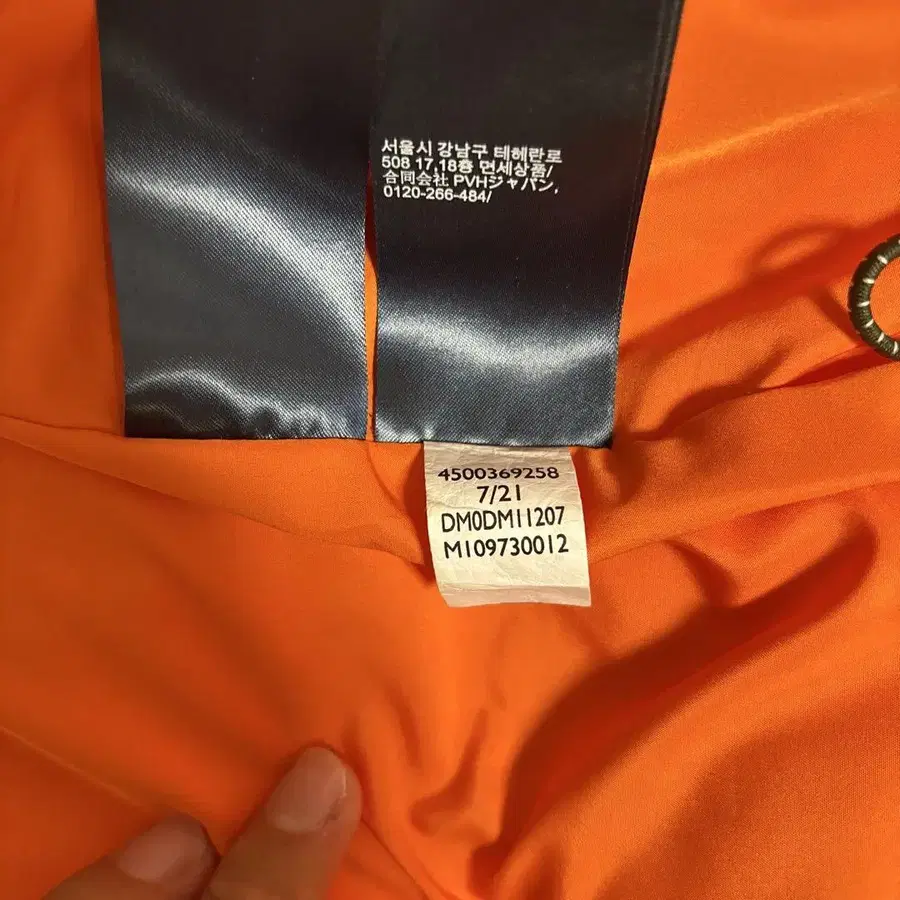 서울시 강남구 테헤란로
508 17,18층 면세상품/
合同会社 PVHジャパン,
0120-266-484/
4500369258
7/21
DM0DM11207
M109730012